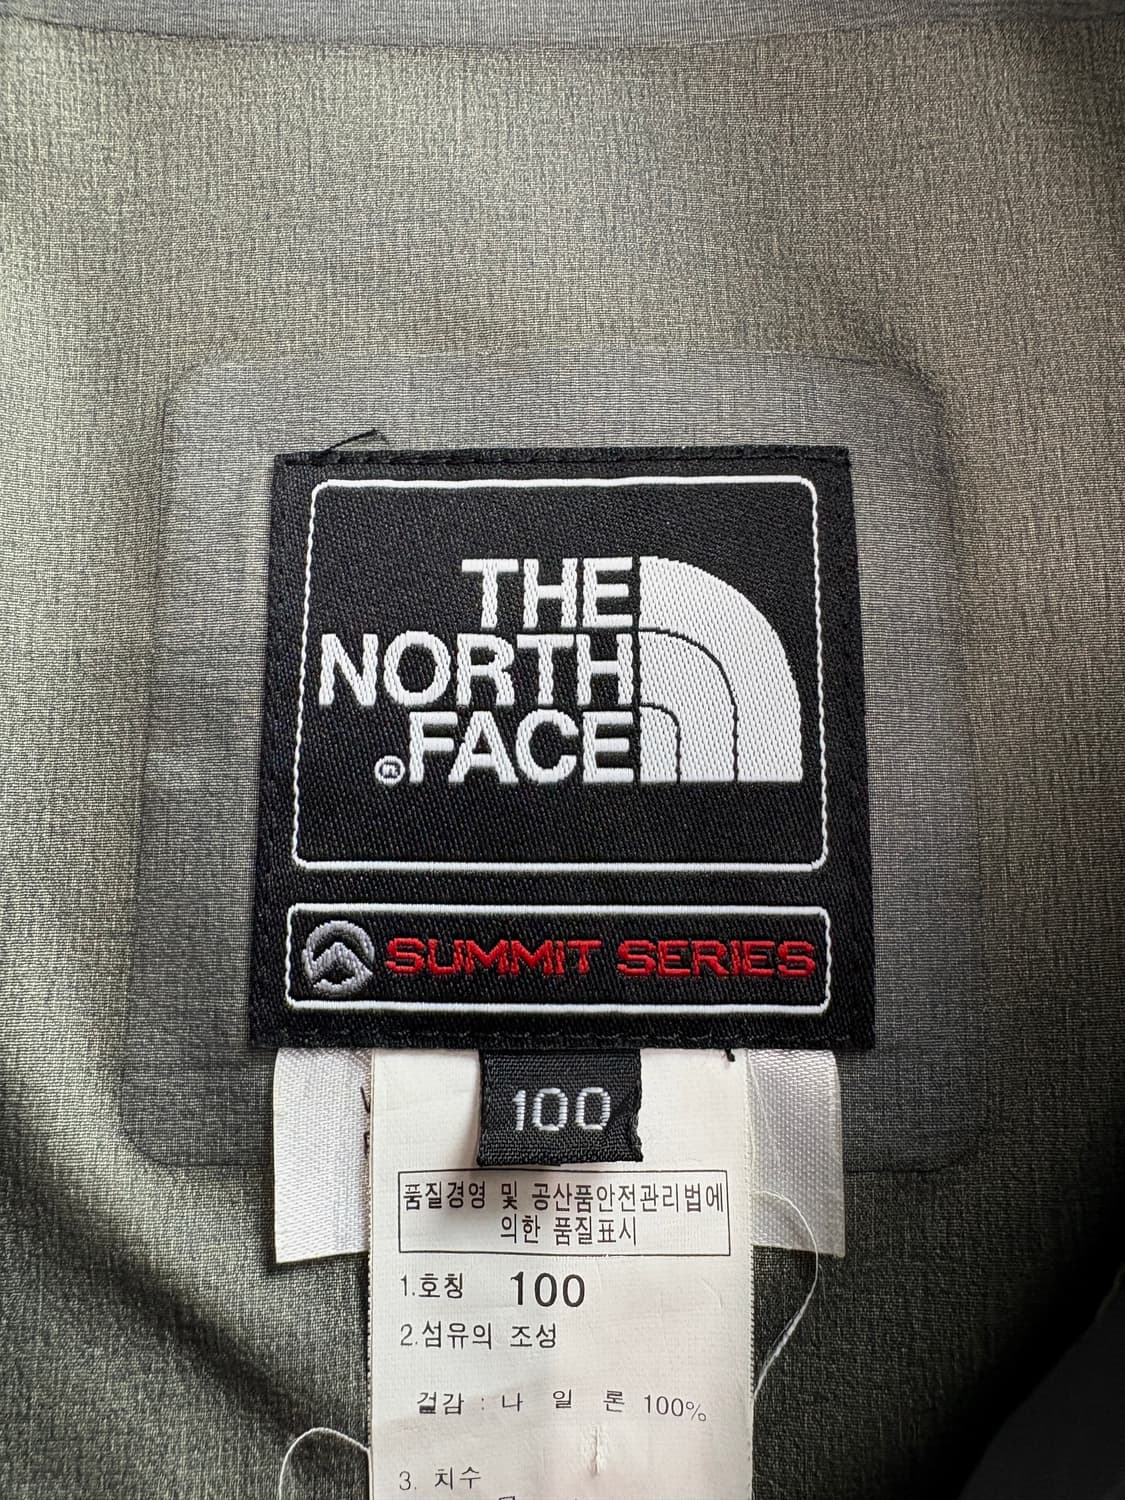 THE
NORTH
®FACE
SUMMIT SERIES
100
품질경영 및 공산품안전관리법에
의한 품질표시
1.호칭 100
2.섬유의 조성
겉감 : 나 일 론 100%
3. 치수